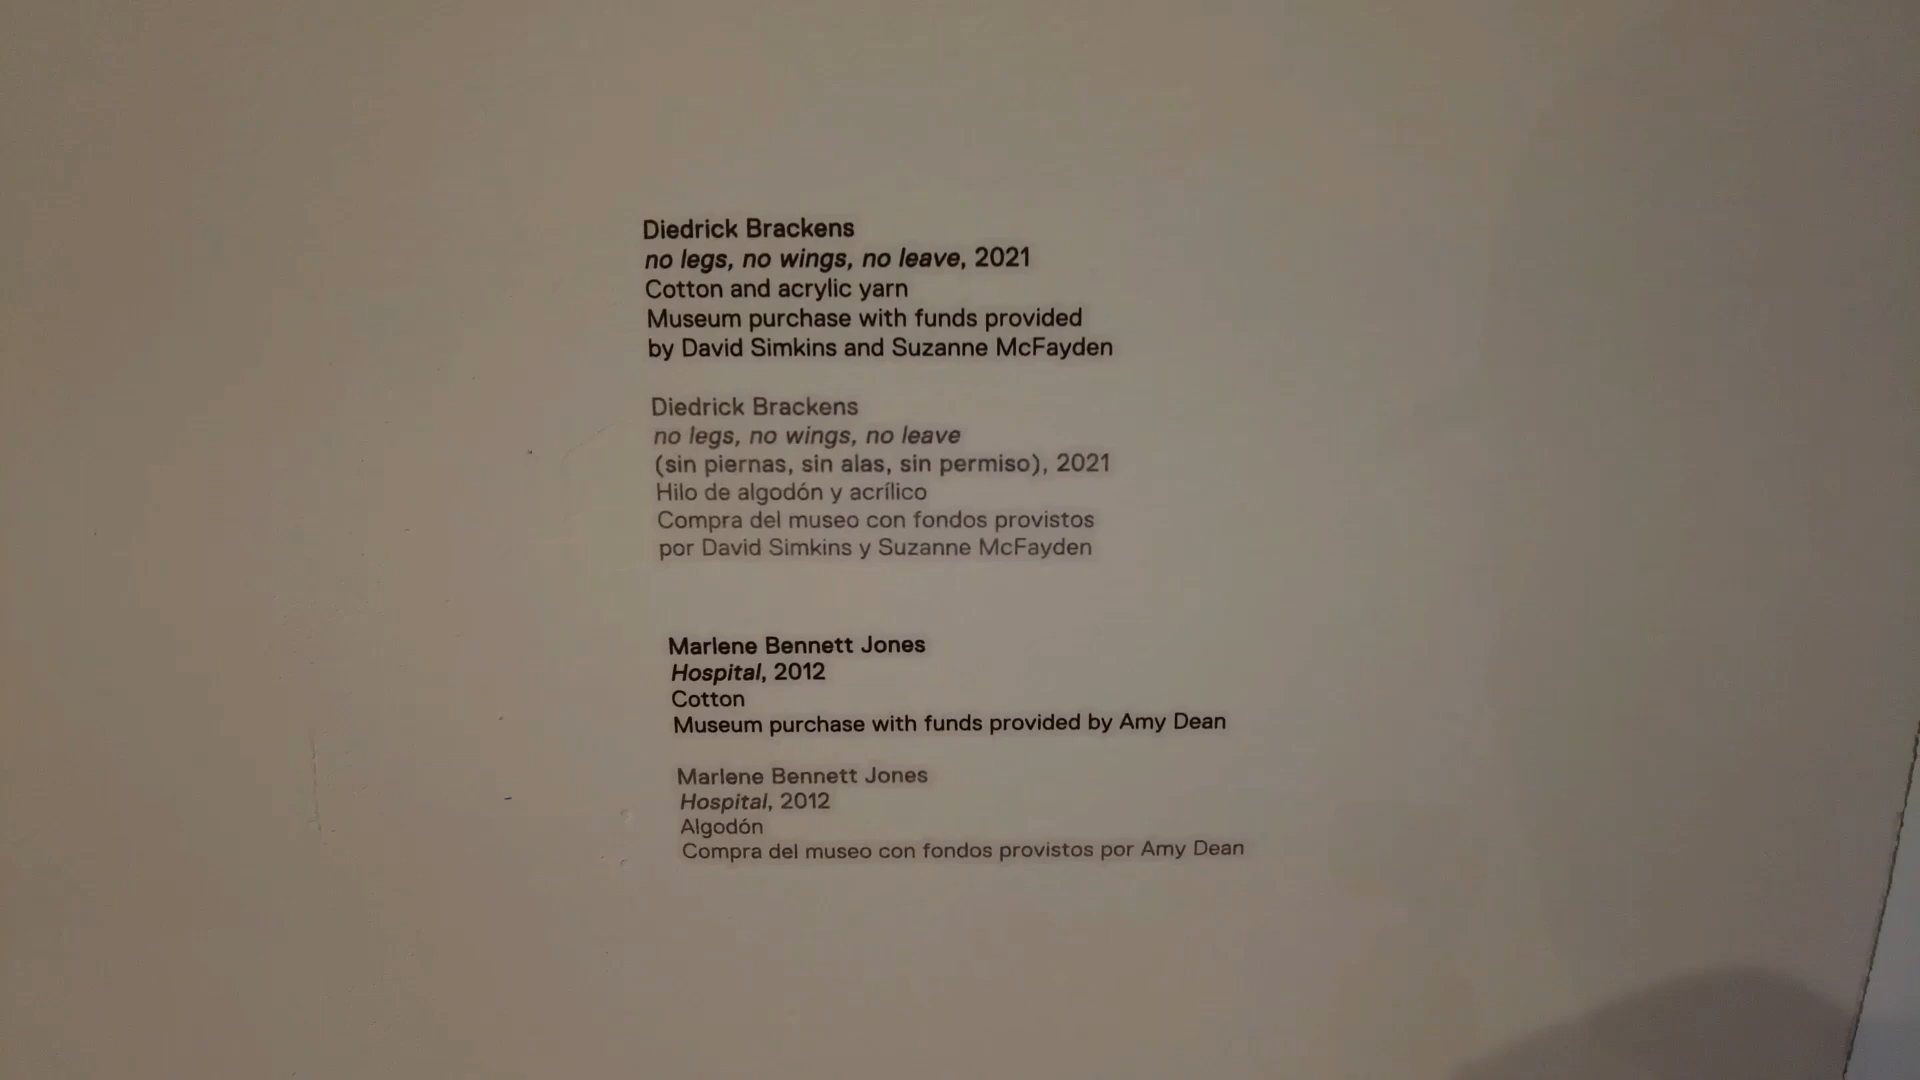 Diedrick Brackens
no legs, no wings, no leave, 2021
Cotton and acrylic yarn
Museum purchase with funds provided
by David Simkins and Suzanne McFayden
Diedrick Brackens
no legs, no wings, no leave
(sin piernas, sin alas, sin permiso), 2021
Hilo de algodón y acrílico
Compra del museo con fondos provistos
por David Simkins y Suzanne McFayden
Marlene Bennett Jones
Hospital, 2012
Cotton
Museum purchase with funds provided by Amy Dean
Marlene Bennett Jones
Hospital, 2012
Algodón
Compra del museo con fondos provistos por Amy Dean